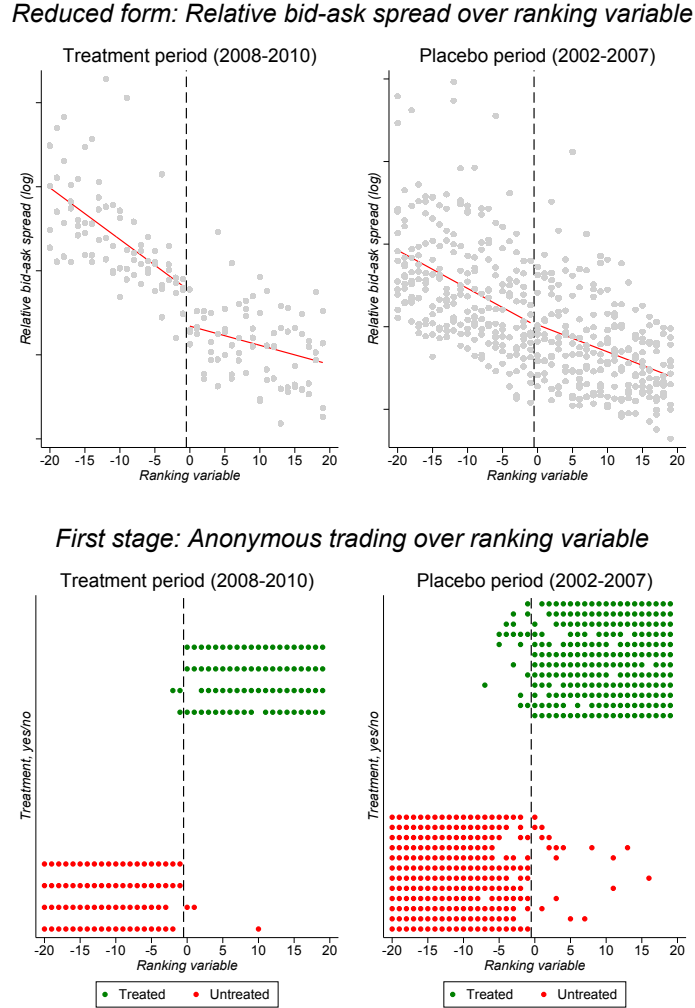 Reduced form: Relative bid-ask spread over ranking variable
Treatment period (2008-2010)
Placebo period (2002-2007)
Relative bid-ask spread (log)
Relative bid-ask spread (log)
-20 -15 -10 -5 0 5 10 15 20
-20 -15 -10 -5 0 5 10 15 20
Ranking variable
Ranking variable
First stage: Anonymous trading over ranking variable
Treatment period (2008-2010)
Placebo period (2002-2007)
Treatment, yes/no
Treatment, yes/no
-20 -15 -10 -5 0 5 10 15 20
-20 -15 -10 -5 0 5 10 15 20
Ranking variable
Ranking variable
Treated Untreated
Treated Untreated